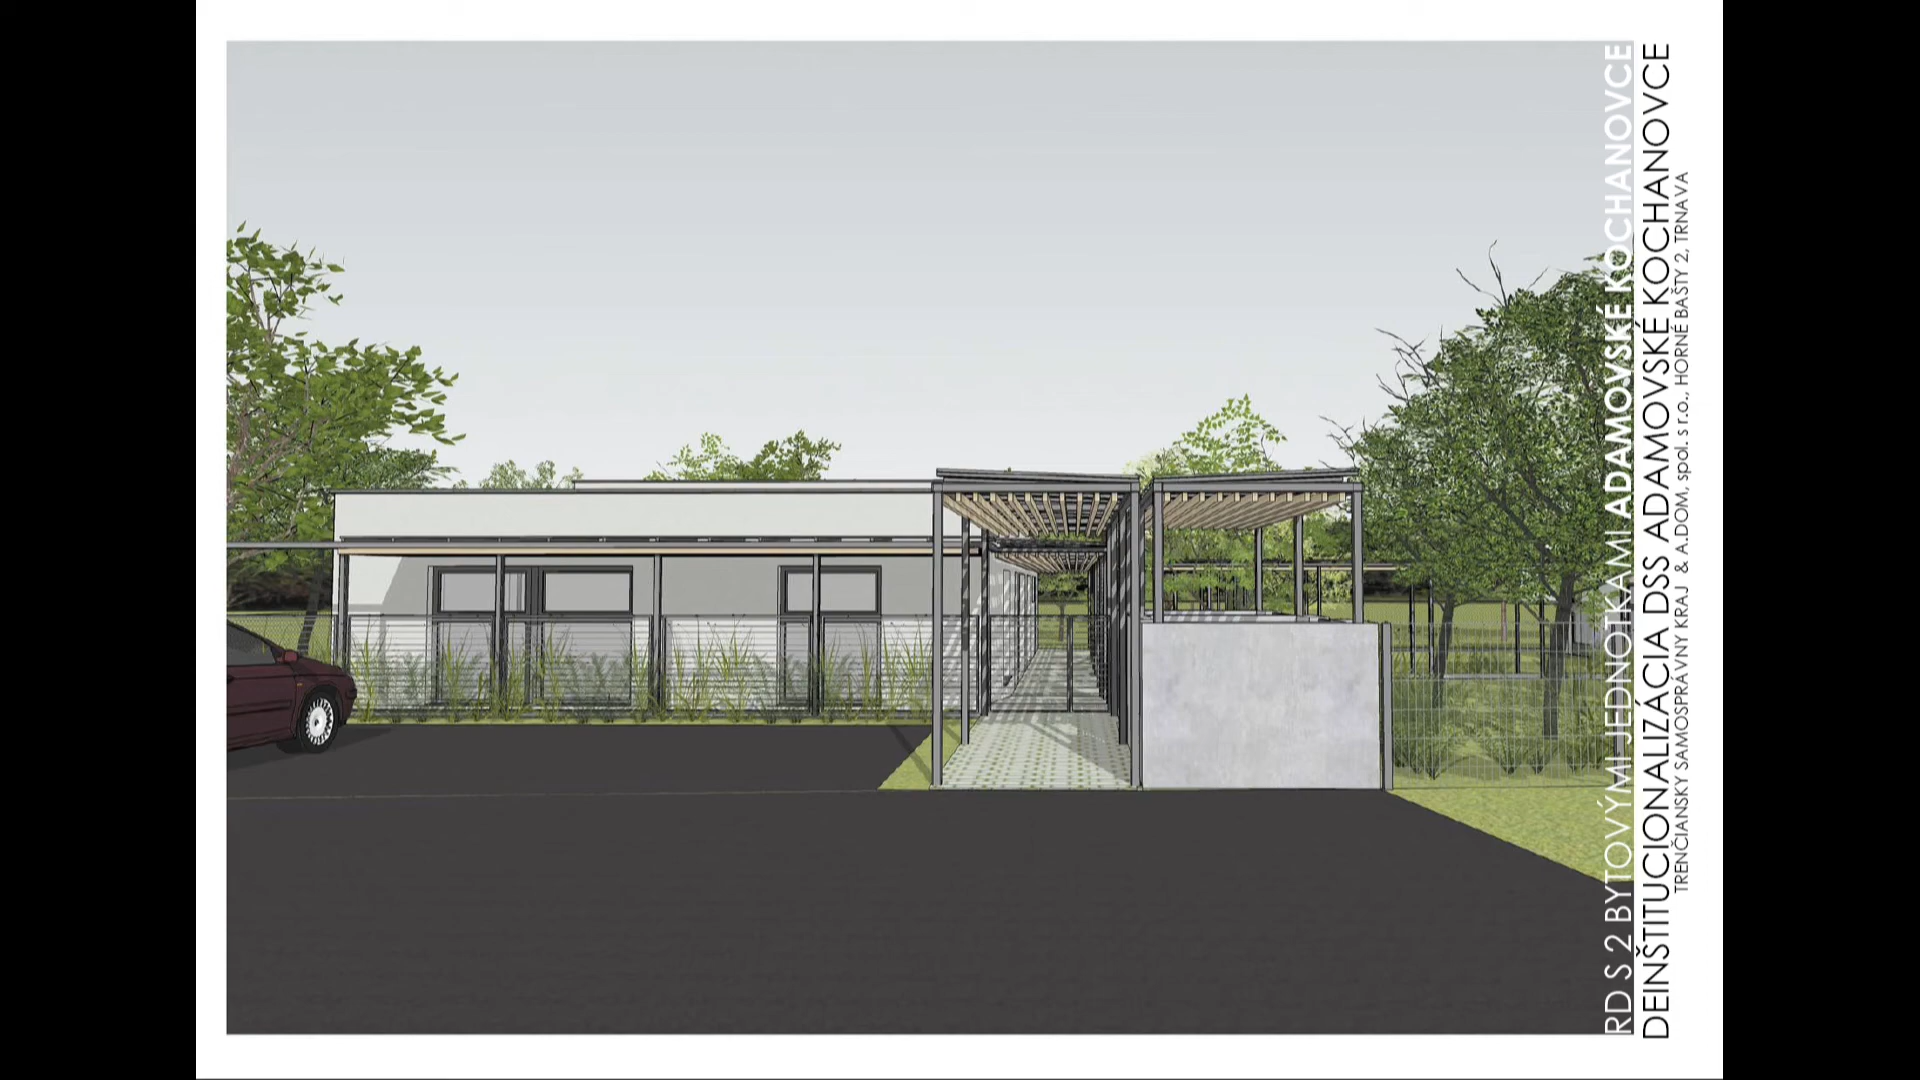 RD S 2 BYTOVÝMI JEDNOTKAMI ADAMOVSKÉ KOCHANOVCE
DEINŠTITUCIONALIZÁCIA DSS ADAMOVSKÉ KOCHANOVCE
TRENČIANSKY SAMOSPRÁVNY KRAJ & A.DOM, spol. s r.o., HORNÉ BAŠTY 2, TRNAVA